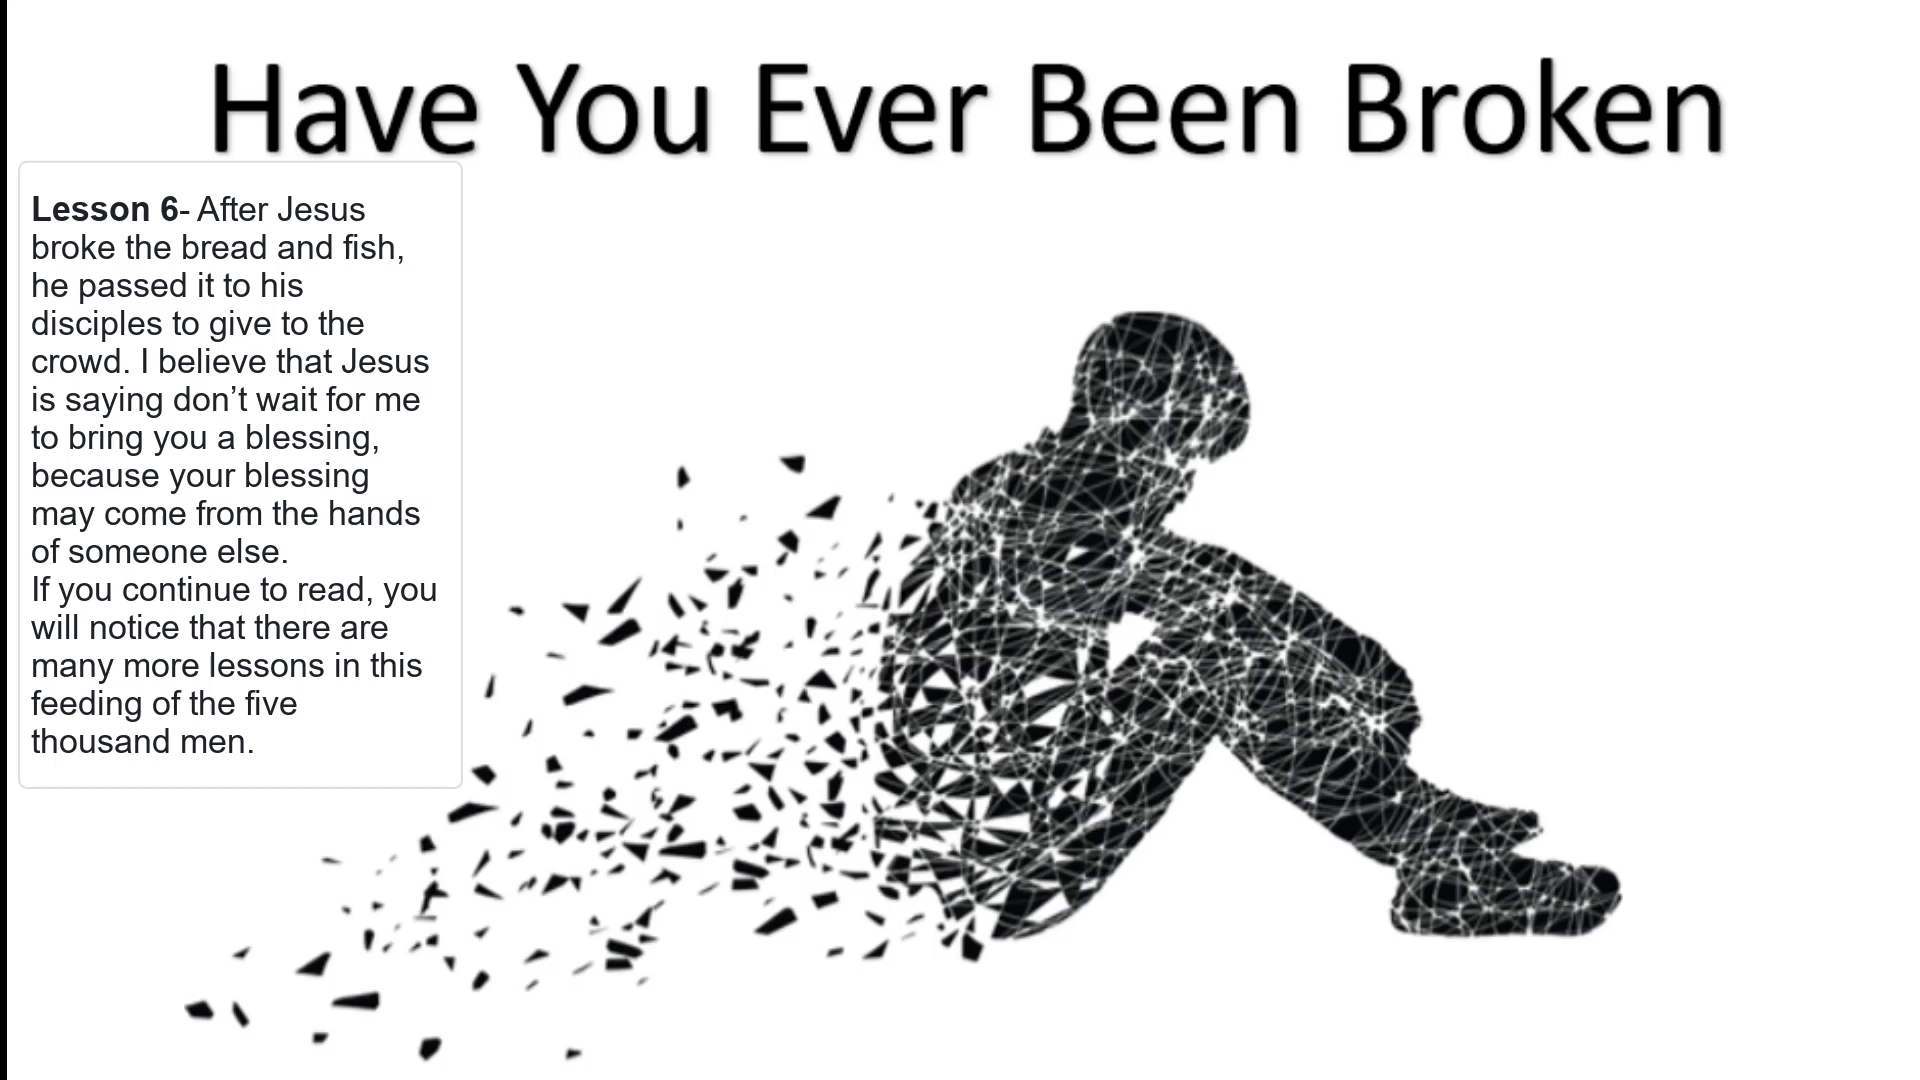 Have You Ever Been Broken
Lesson 6- After Jesus
broke the bread and fish,
he passed it to his
disciples to give to the
crowd. I believe that Jesus
is saying don’t wait for me
to bring you a blessing,
because your blessing
may come from the hands
of someone else.
If you continue to read, you
will notice that there are
many more lessons in this
feeding of the five
thousand men.